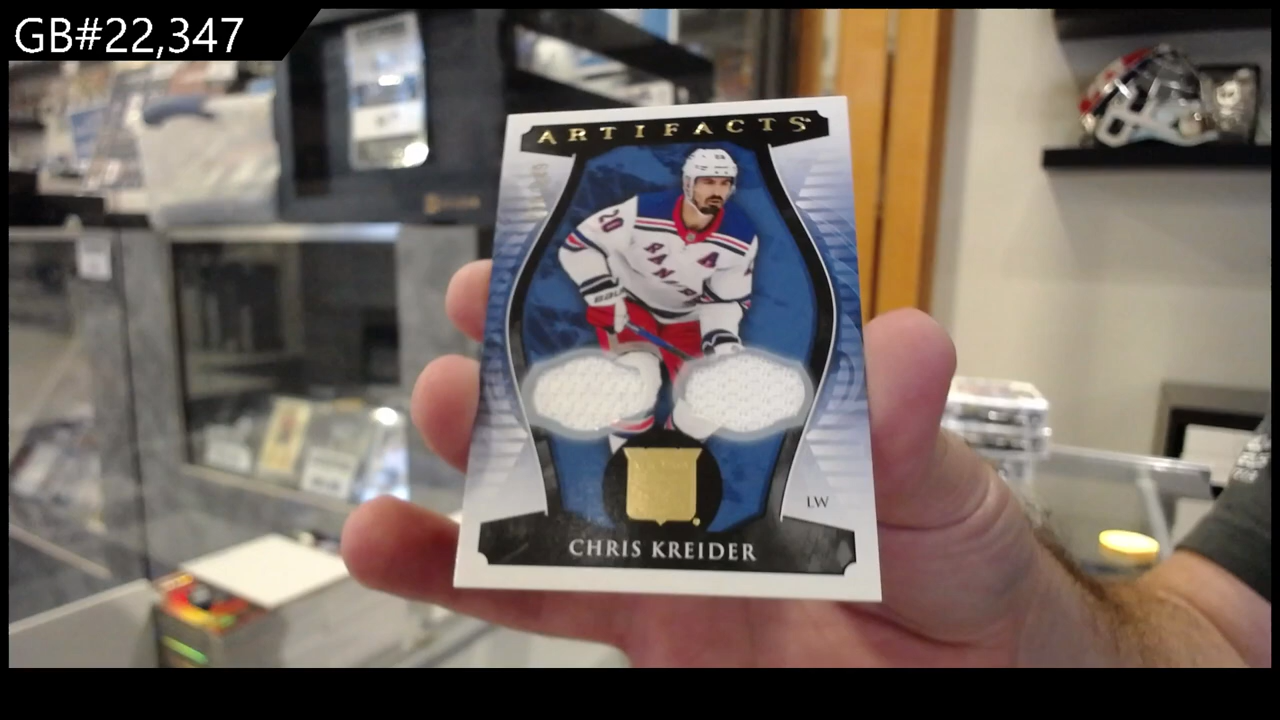 GB#22,347
ARTIFACTS
20
A
RANGERS
LW
CHRIS KREIDER